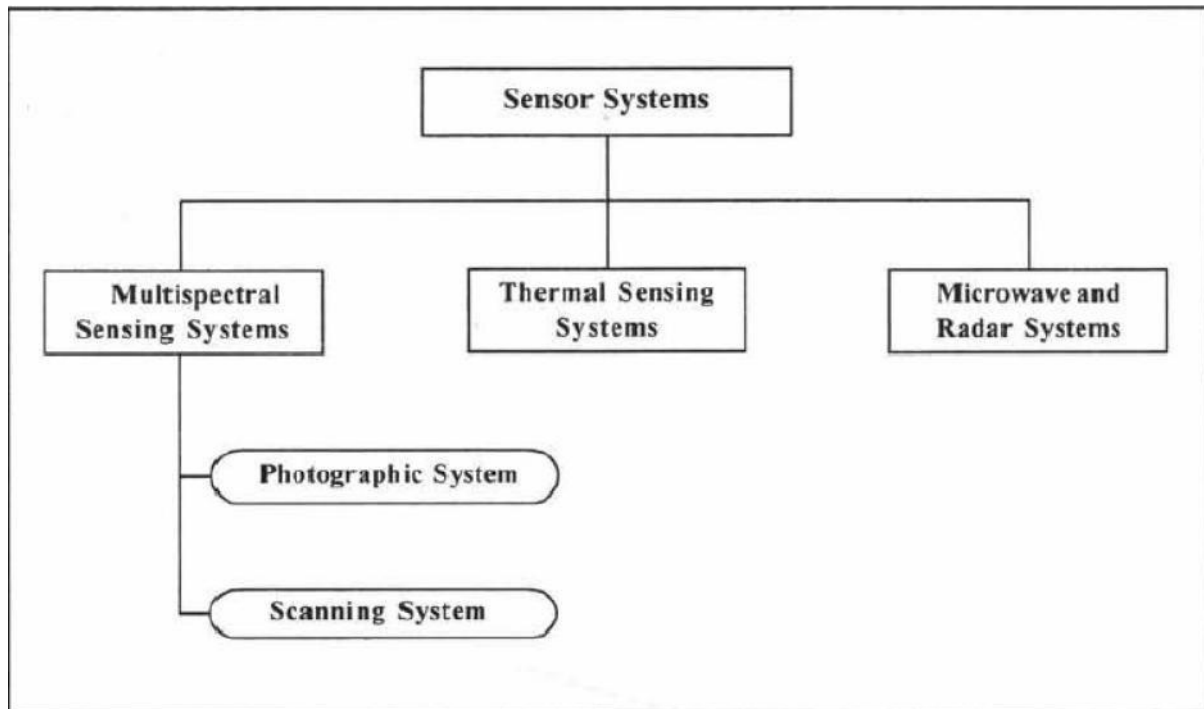 Sensor Systems
Multispectral
Sensing Systems
Thermal Sensing
Systems
Microwave and
Radar Systems
Photographic System
Scanning System